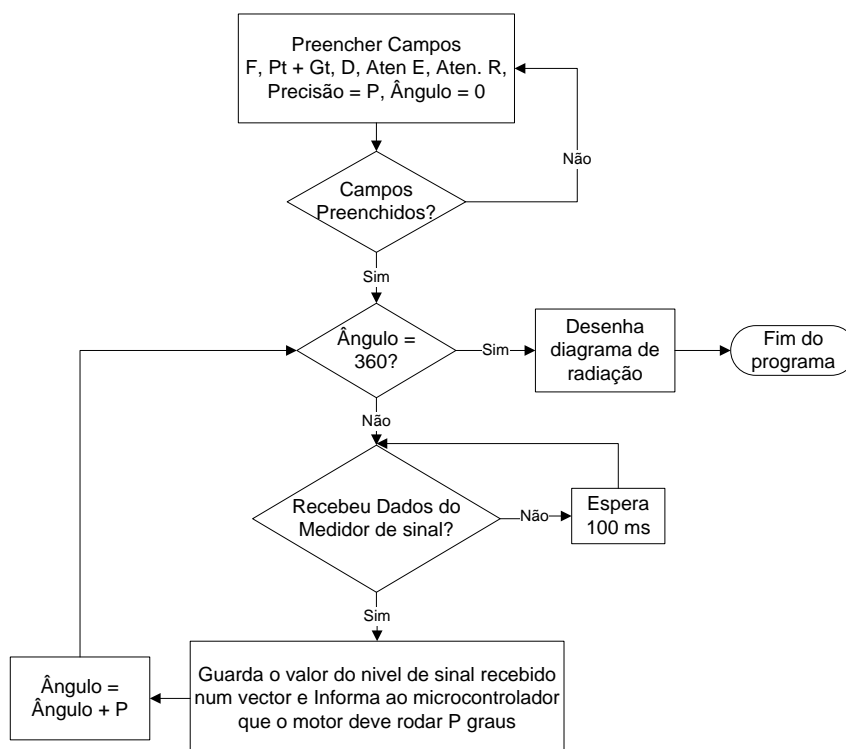 Preencher Campos
F, Pt + Gt, D, Aten E, Aten. R,
Precisão = P, Ângulo = 0
Não
Campos
Preenchidos?
Sim
Ângulo =
360?
Sim
Desenha
diagrama de
radiação
Fim do
programa
Não
Recebeu Dados do
Medidor de sinal?
Não
Espera
100 ms
Sim
Guarda o valor do nivel de sinal recebido
num vector e Informa ao microcontrolador
que o motor deve rodar P graus
Ângulo =
Ângulo + P